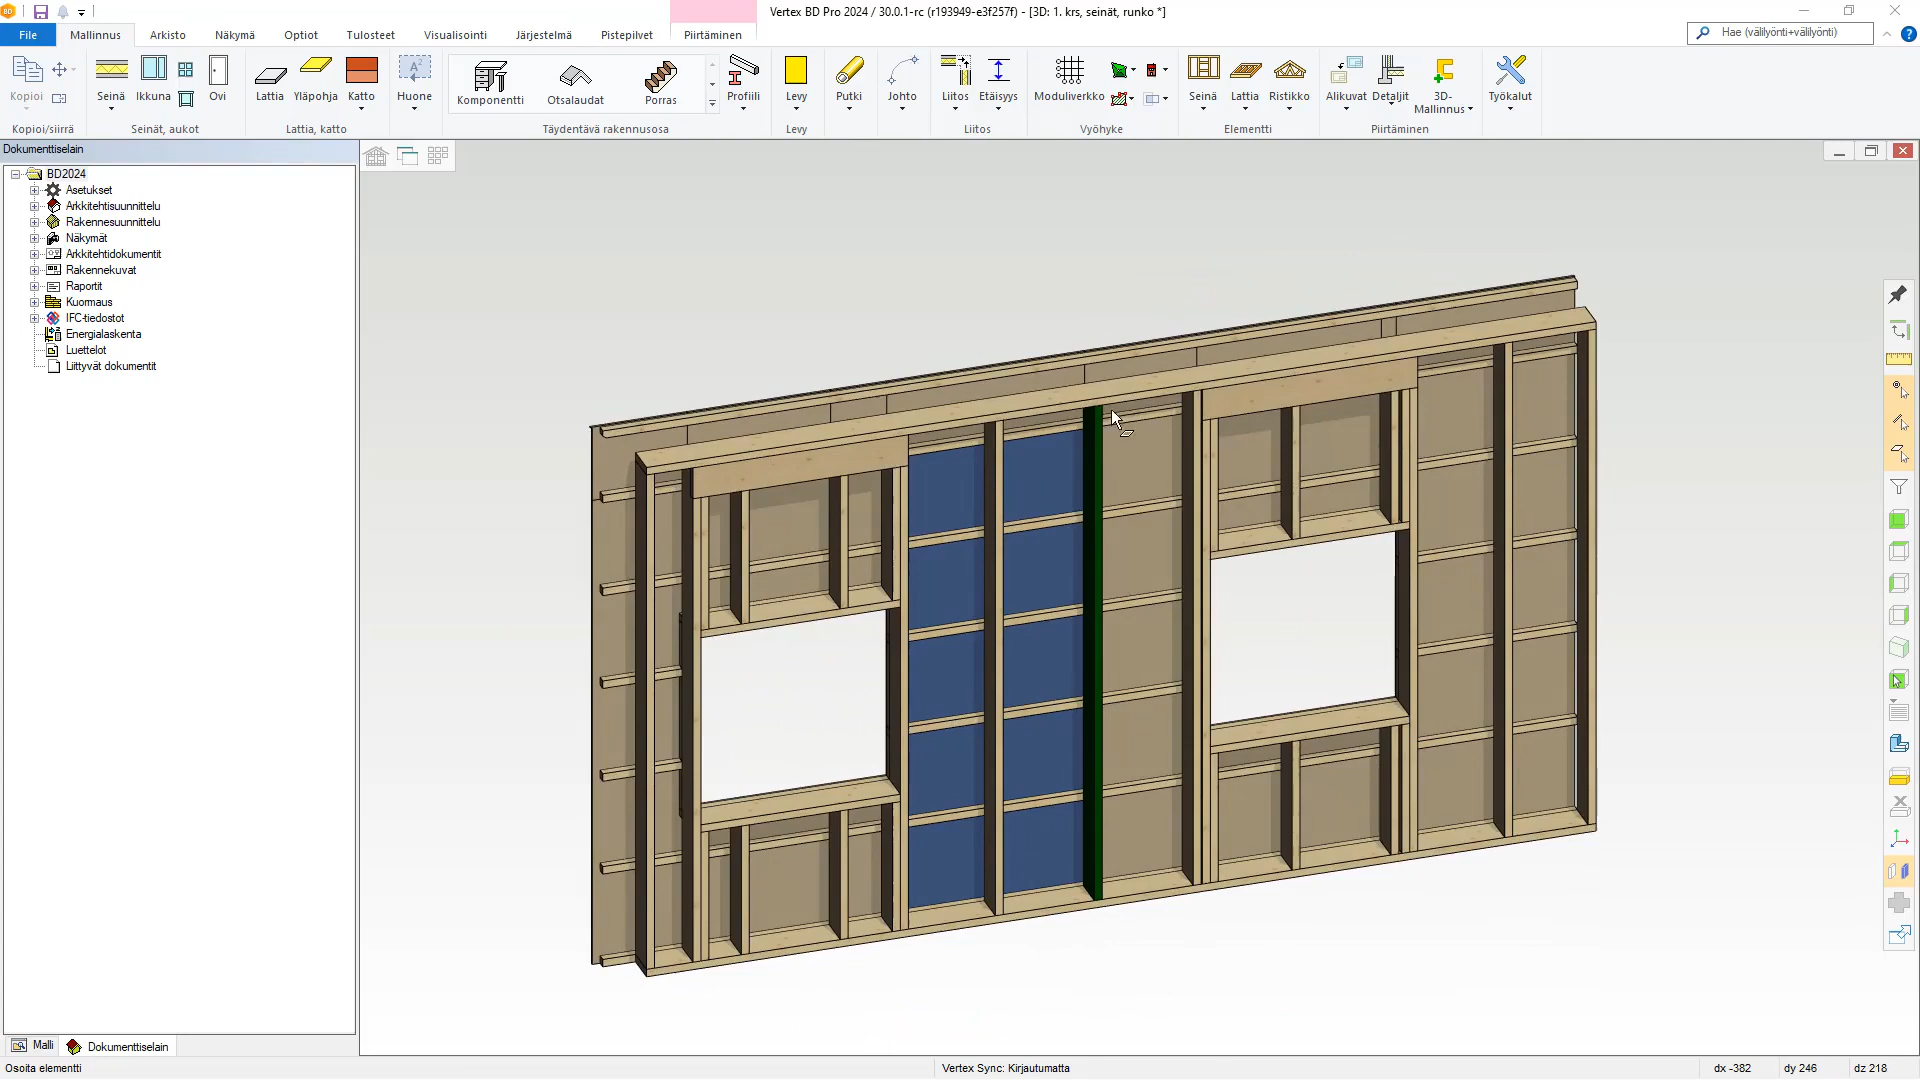 BD
Vertex BD Pro 2024 / 30.0.1-rc (r193949-e3f257f) - [3D: 1. krs, seinät, runko *]
File
Mallinnus
Arkisto
Näkymä
Optiot
Tulosteet
Visualisointi
Järjestelmä
Pistepilvet
Piirtäminen
Hae (välilyönti+välilyönti)
Kopioi
Seinä
Ikkuna
Ovi
Lattia
Yläpohja
Katto
Huone
Komponentti
Otsalaudat
Porras
Profiili
Levy
Putki
Johto
Liitos
Etäisyys
Moduliverkko
Seinä
Lattia
Ristikko
Alikuvat
Detaljit
3D-
Mallinnus
Työkalut
Kopioi/siirrä
Seinät, aukot
Lattia, katto
Täydentävä rakennusosa
Levy
Liitos
Vyöhyke
Elementti
Piirtäminen
Dokumenttiselain
BD2024
Asetukset
Arkkitehtisuunnittelu
Rakennesuunnittelu
Näkymät
Arkkitehtidokumentit
Rakennekuvat
Raportit
Kuormaus
IFC-tiedostot
Energialaskenta
Luettelot
Liittyvät dokumentit
Malli
Dokumenttiselain
Osoita elementti
Vertex Sync: Kirjautumatta
dx -382
dy 246
dz 218